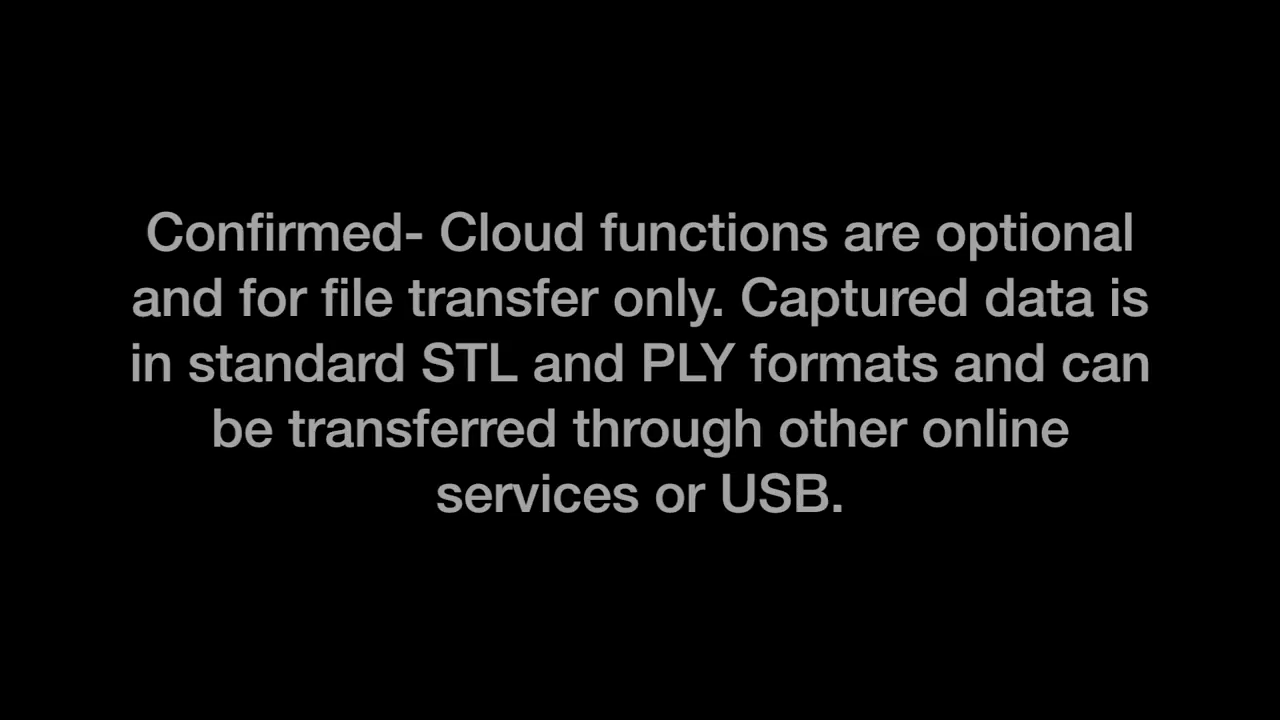 Confirmed- Cloud functions are optional
and for file transfer only. Captured data is
in standard STL and PLY formats and can
be transferred through other online
services or USB.